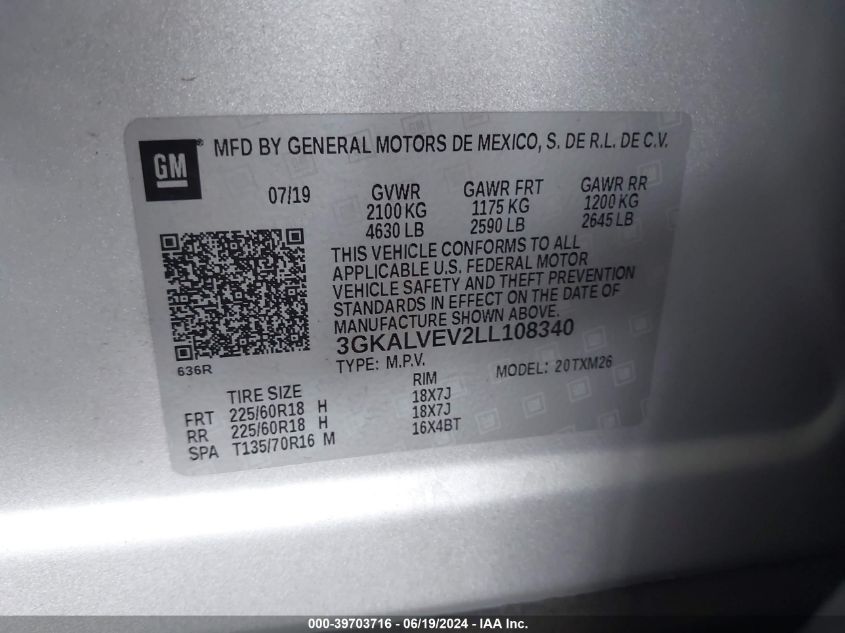 GM ® MFD BY GENERAL MOTORS DE MEXICO, S. DE R.L. DE C.V.
07/19 GVWR GAWR FRT GAWR RR
2100 KG 1175 KG 1200 KG
4630 LB 2590 LB 2645 LB
THIS VEHICLE CONFORMS TO ALL
APPLICABLE U.S. FEDERAL MOTOR
VEHICLE SAFETY AND THEFT PREVENTION
STANDARDS IN EFFECT ON THE DATE OF
MANUFACTURE SHOWN ABOVE.
3GKALVEV2LL108340
636R TYPE: M.P.V. MODEL: 20TXM26
TIRE SIZE RIM
FRT 225/60R18 H 18X7J
RR 225/60R18 H 18X7J
SPA T135/70R16 M 16X4BT
000-39703716 - 06/19/2024 - IAA Inc.